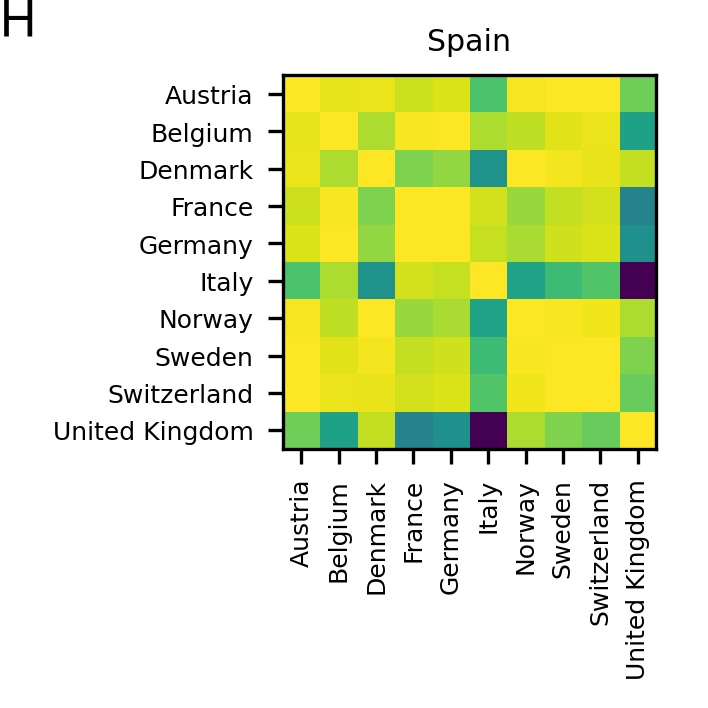 H
Spain
Austria
Belgium
Denmark
France
Germany
Italy
Norway
Sweden
Switzerland
United Kingdom
Austria
Belgium
Denmark
France
Germany
Italy
Norway
Sweden
Switzerland
United Kingdom